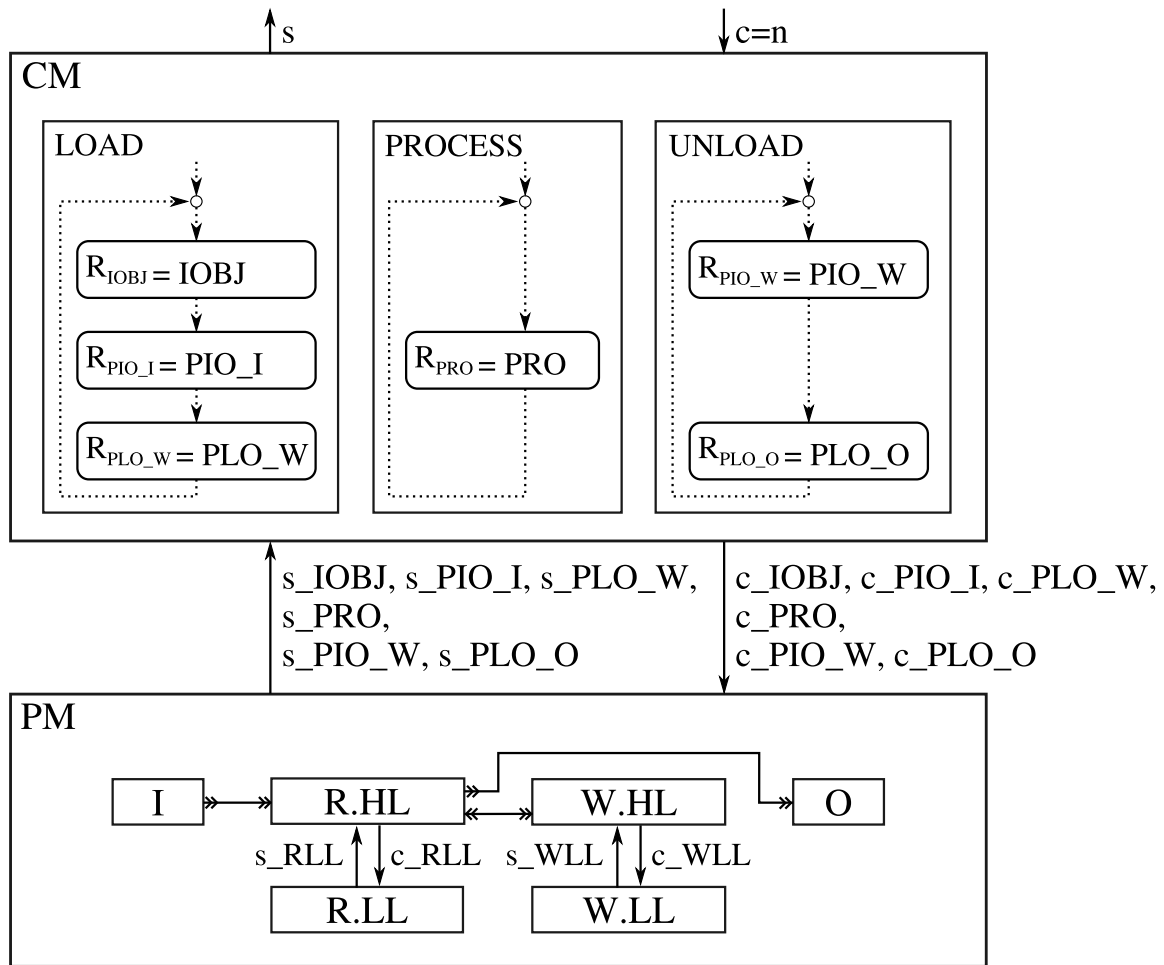 s
c=n
CM
LOAD
PROCESS
UNLOAD
R_IOBJ = IOBJ
R_PIO_W = PIO_W
R_PIO_I = PIO_I
R_PRO = PRO
R_PLO_W = PLO_W
R_PLO_O = PLO_O
s_IOBJ, s_PIO_I, s_PLO_W,
s_PRO,
s_PIO_W, s_PLO_O
c_IOBJ, c_PIO_I, c_PLO_W,
c_PRO,
c_PIO_W, c_PLO_O
PM
I
R.HL
W.HL
O
s_RLL
c_RLL
s_WLL
c_WLL
R.LL
W.LL